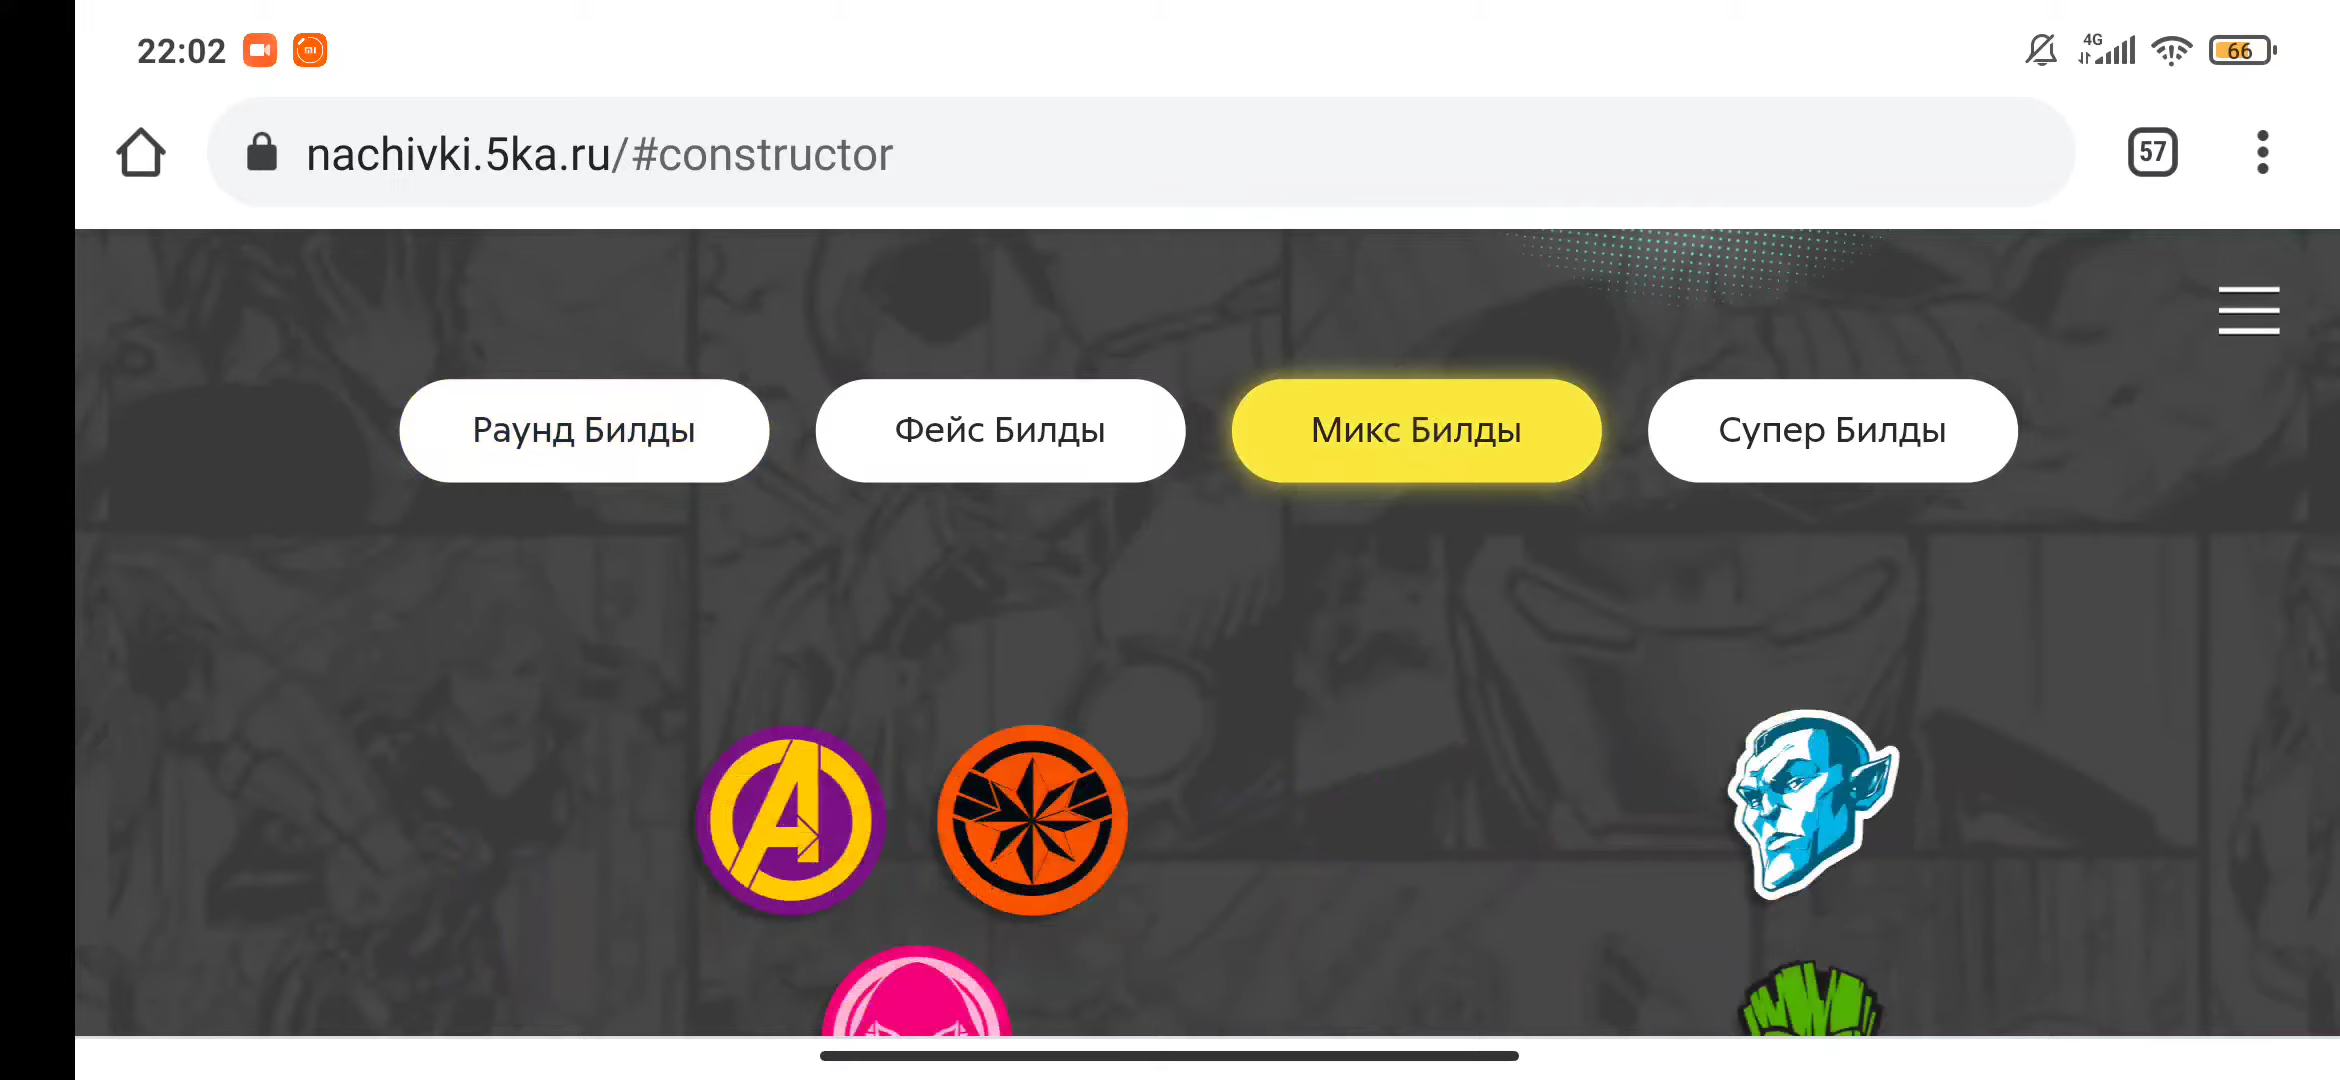 22:02
4G
66
nachivki.5ka.ru/#constructor
57
Раунд Билды
Фейс Билды
Микс Билды
Супер Билды